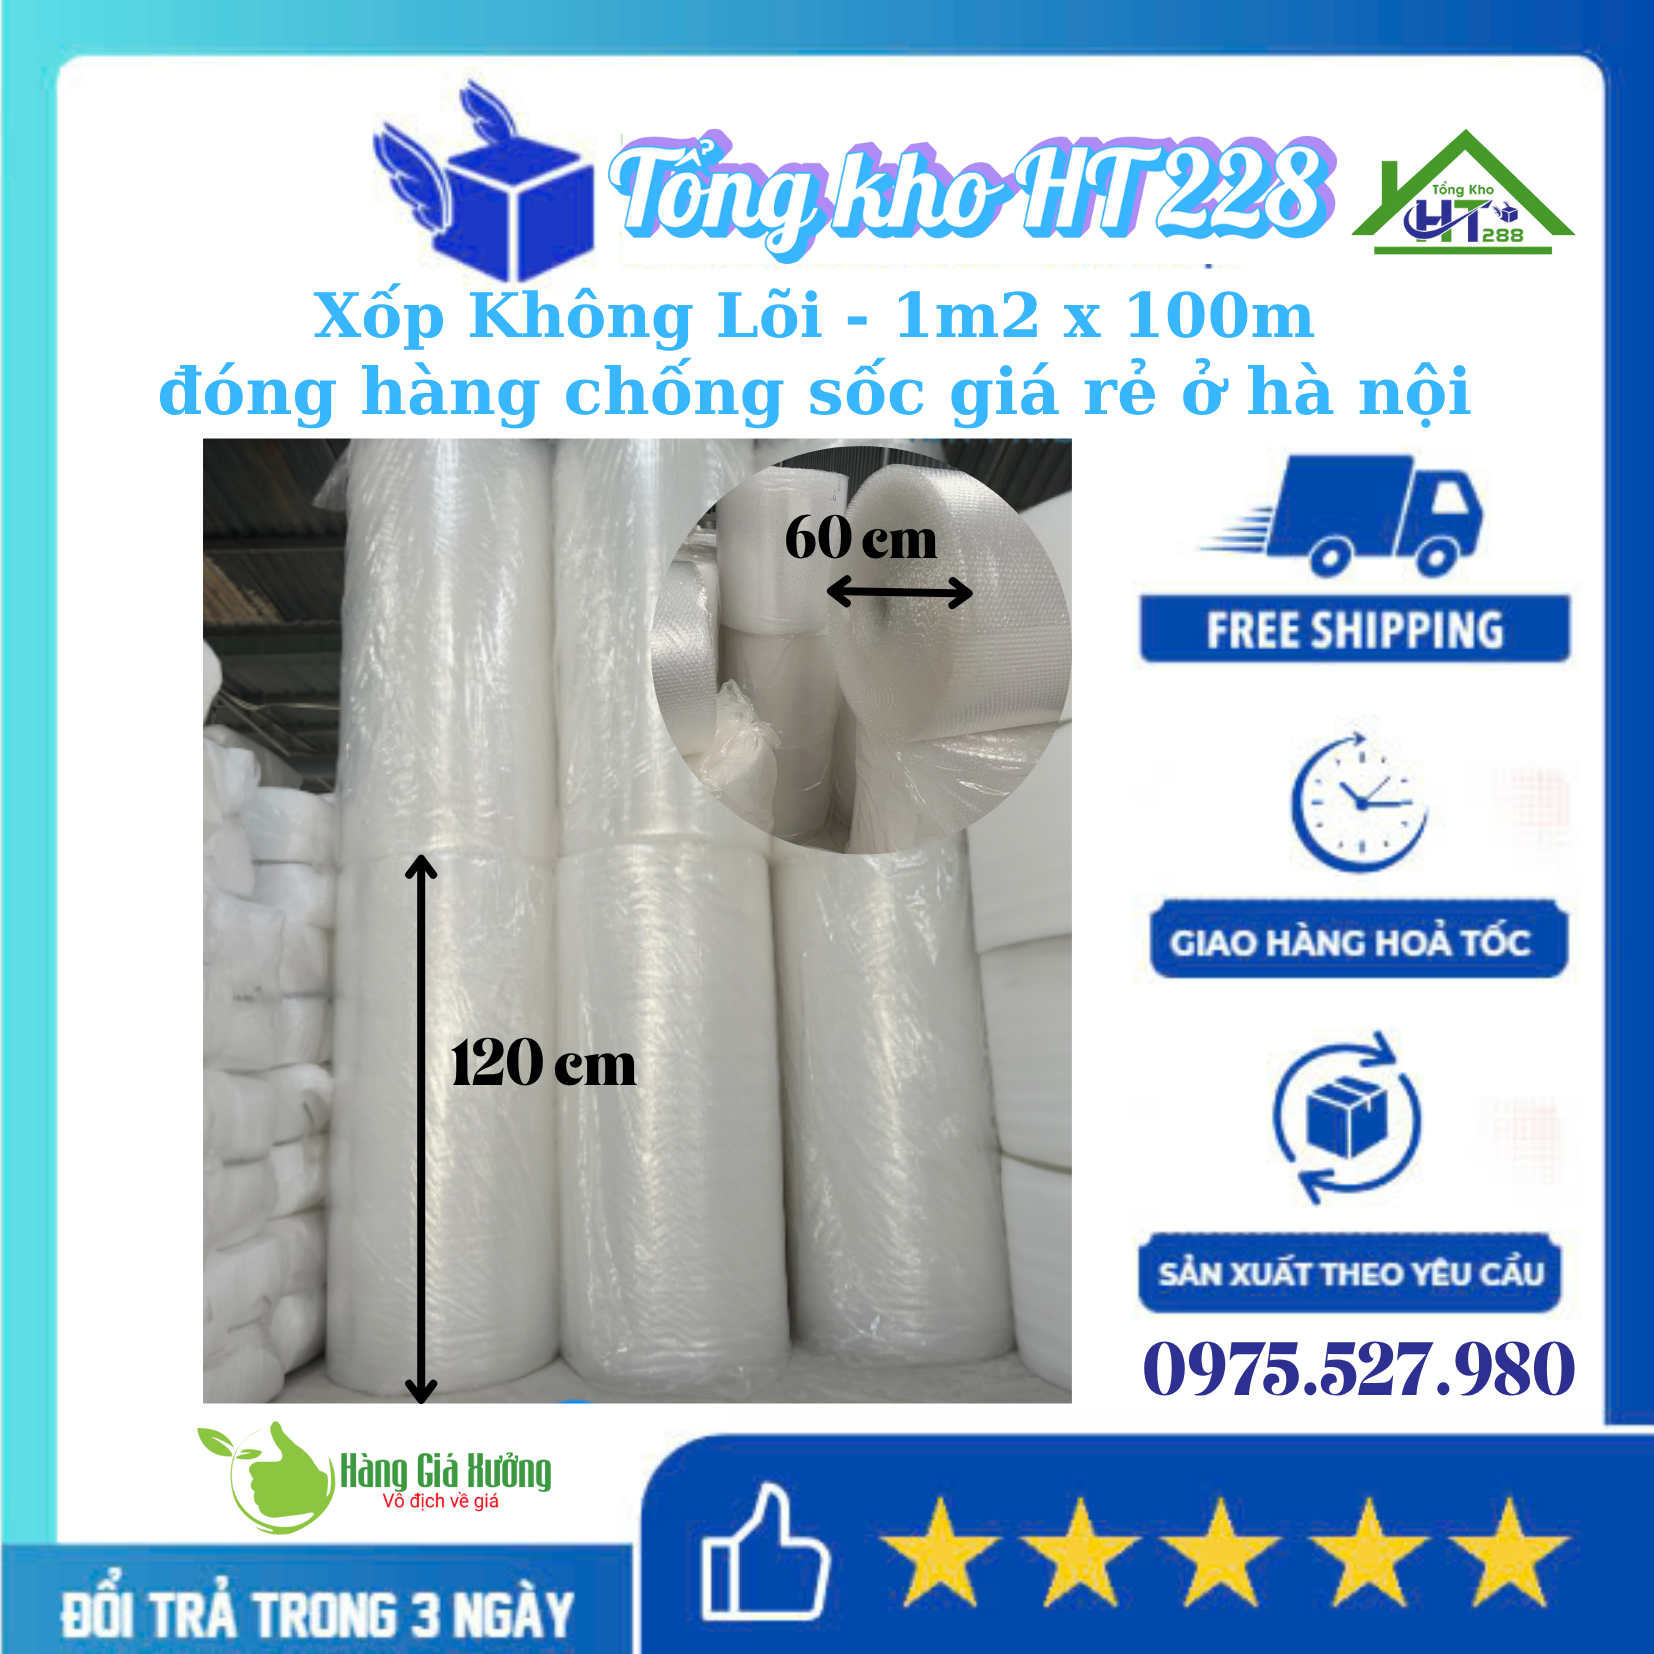 Tổng kho HT 228
Tổng Kho
HT 288
Xốp Không Lõi - 1m2 x 100m
đóng hàng chống sốc giá rẻ ở hà nội
60 cm
FREE SHIPPING
GIAO HÀNG HOẢ TỐC
120 cm
SẢN XUẤT THEO YÊU CẦU
0975.527.980
Hàng Giá Xưởng
Vô địch về giá
ĐỔI TRẢ TRONG 3 NGÀY